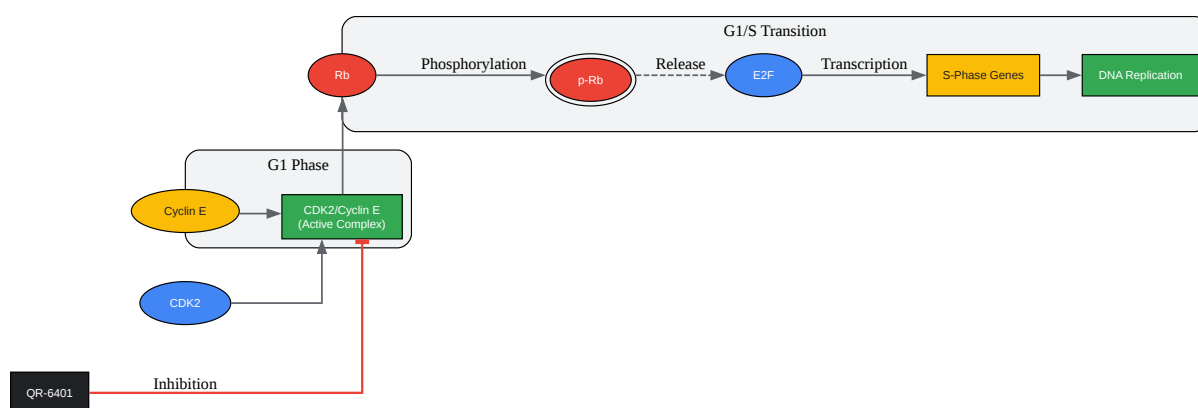 G1/S Transition
Rb
Phosphorylation
p-Rb
Release
E2F
Transcription
S-Phase Genes
DNA Replication
G1 Phase
Cyclin E
CDK2/Cyclin E
(Active Complex)
CDK2
QR-6401
Inhibition